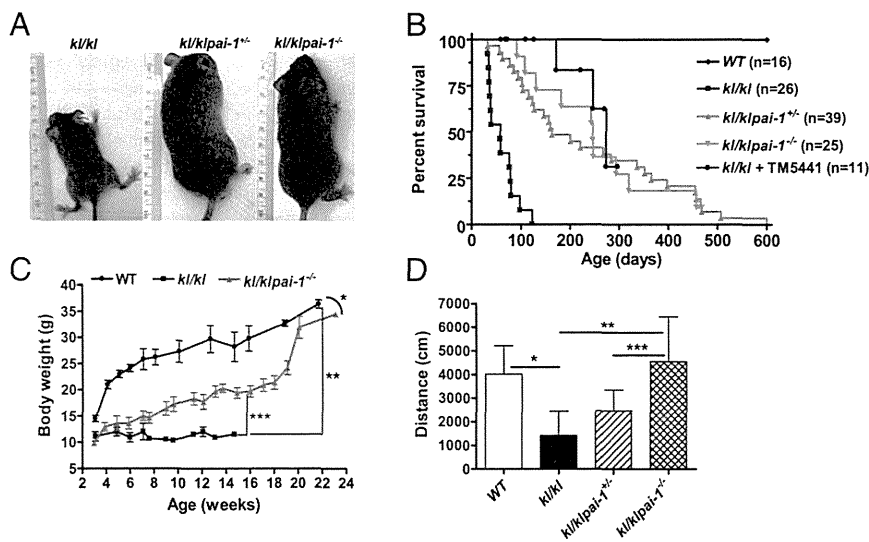 A
kl/kl
kl/klpai-1+/-
kl/klpai-1-/-
B
Percent survival
100
75
50
25
0
0
100
200
300
400
500
600
Age (days)
WT (n=16)
kl/kl (n=26)
kl/klpai-1+/- (n=39)
kl/klpai-1-/- (n=25)
kl/kl + TM5441 (n=11)
C
WT
kl/kl
kl/klpai-1-/-
Body weight (g)
40
35
30
25
20
15
10
5
2
4
6
8
10
12
14
16
18
20
22
24
Age (weeks)
*
**
***
D
Distance (cm)
7000
6000
5000
4000
3000
2000
1000
0
*
**
***
WT
kl/kl
kl/klpai-1+/-
kl/klpai-1-/-